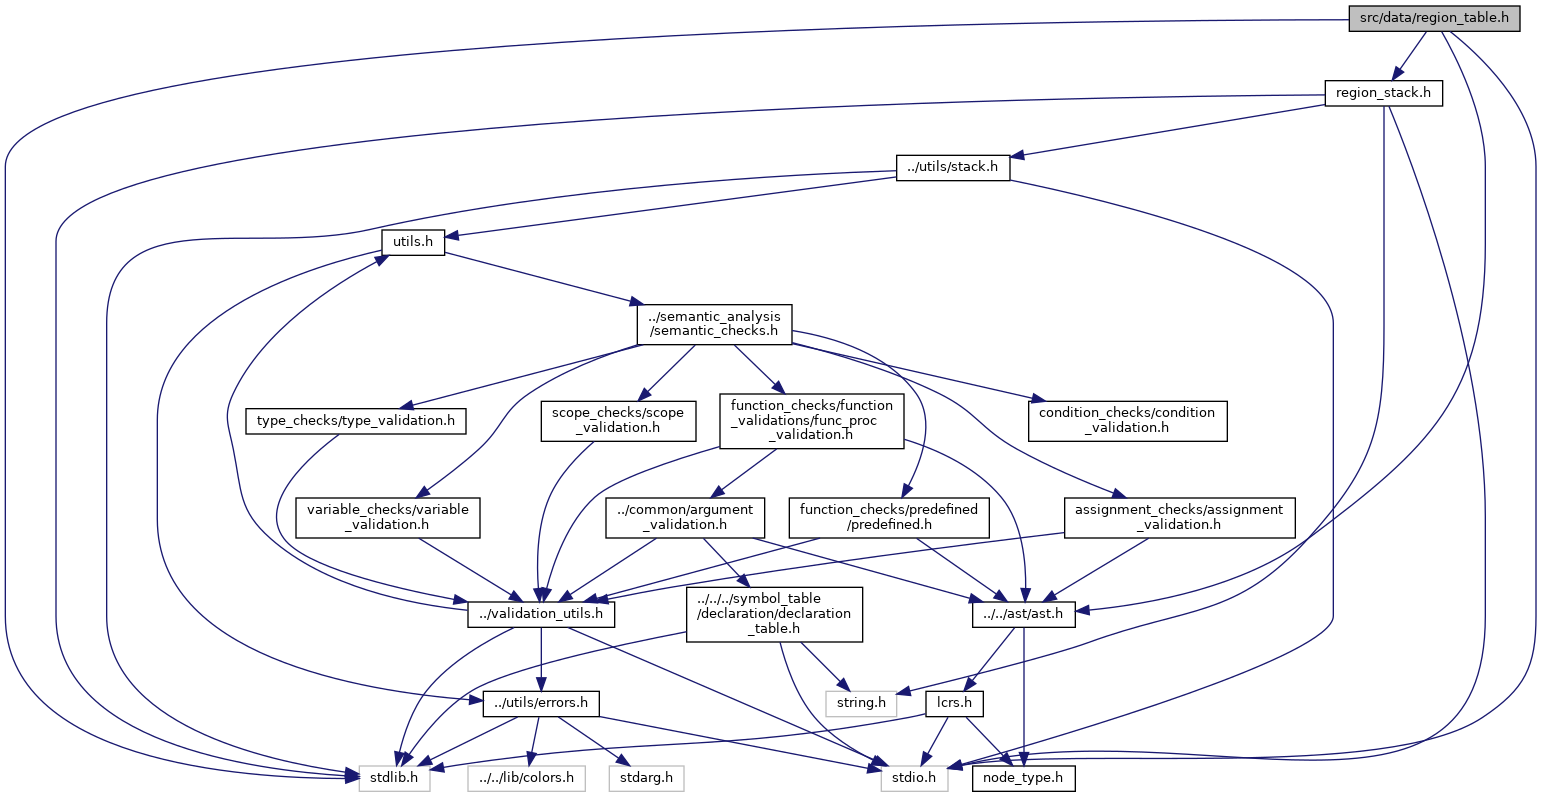 src/data/region_table.h
region_stack.h
../utils/stack.h
utils.h
../semantic_analysis
/semantic_checks.h
type_checks/type_validation.h
scope_checks/scope
_validation.h
function_checks/function
_validations/func_proc
_validation.h
condition_checks/condition
_validation.h
variable_checks/variable
_validation.h
../common/argument
_validation.h
function_checks/predefined
/predefined.h
assignment_checks/assignment
_validation.h
../validation_utils.h
../../../symbol_table
/declaration/declaration
_table.h
../../ast/ast.h
../utils/errors.h
string.h
lcrs.h
stdlib.h
../../lib/colors.h
stdarg.h
stdio.h
node_type.h